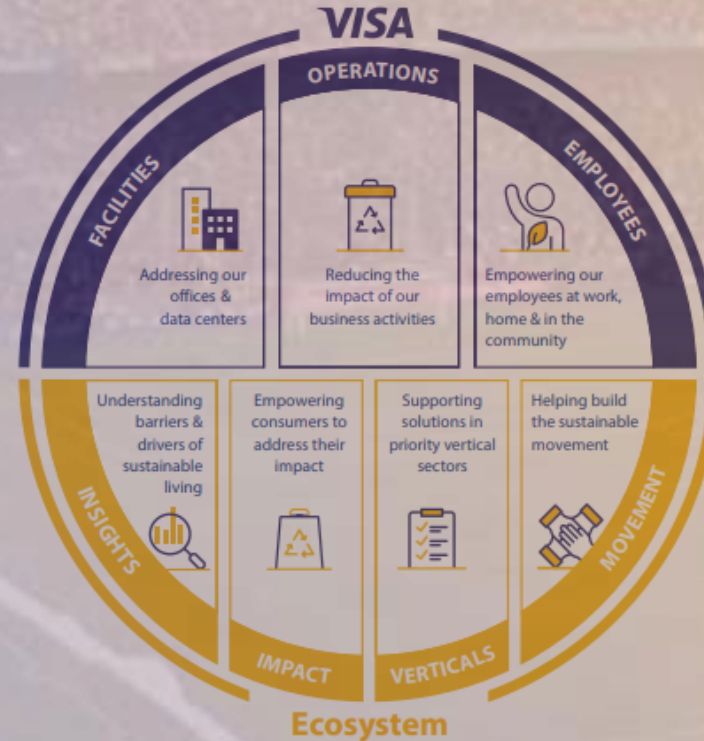 VISA
OPERATIONS
FACILITIES
EMPLOYEES
Addressing our
offices &
data centers
Reducing the
impact of our
business activities
Empowering our
employees at work,
home & in the
community
Understanding
barriers &
drivers of
sustainable
living
Empowering
consumers to
address their
impact
Supporting
solutions in
priority vertical
sectors
Helping build
the sustainable
movement
INSIGHTS
IMPACT
VERTICALS
MOVEMENT
Ecosystem